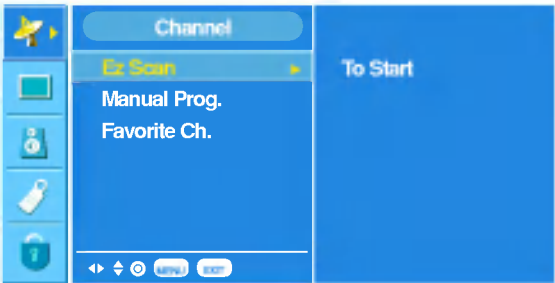 Channel
Ez Scan To Start
Manual Prog.
Favorite Ch.
MENU EXIT